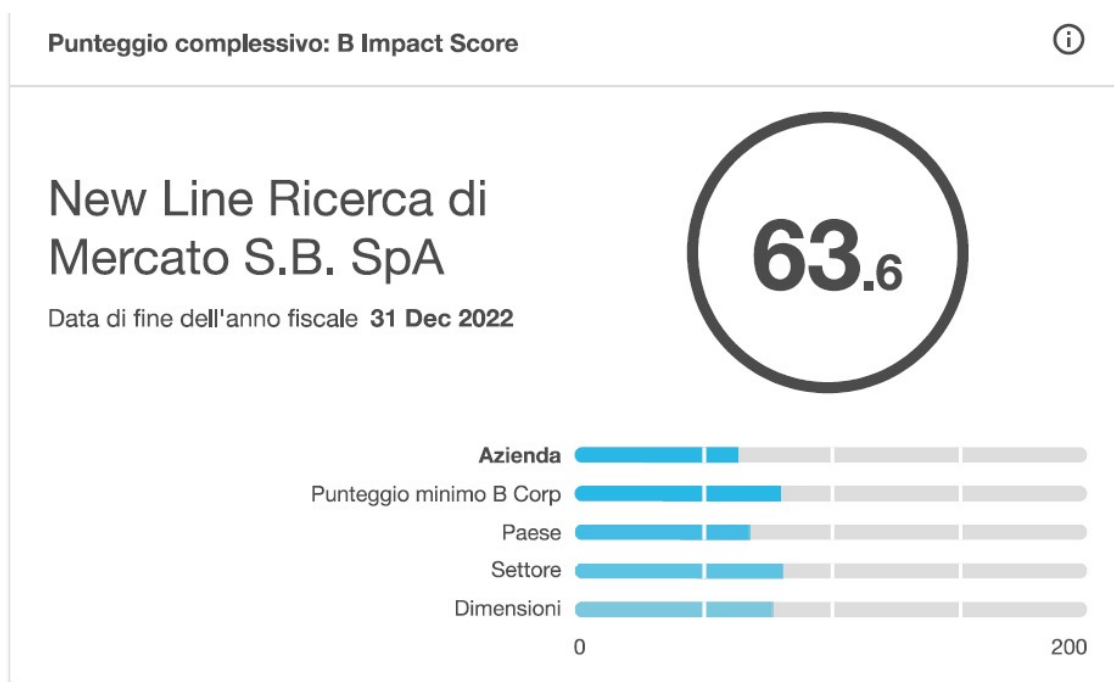 Punteggio complessivo: B Impact Score
New Line Ricerca di
Mercato S.B. SpA
Data di fine dell'anno fiscale 31 Dec 2022
63.6
Azienda
Punteggio minimo B Corp
Paese
Settore
Dimensioni
0 200